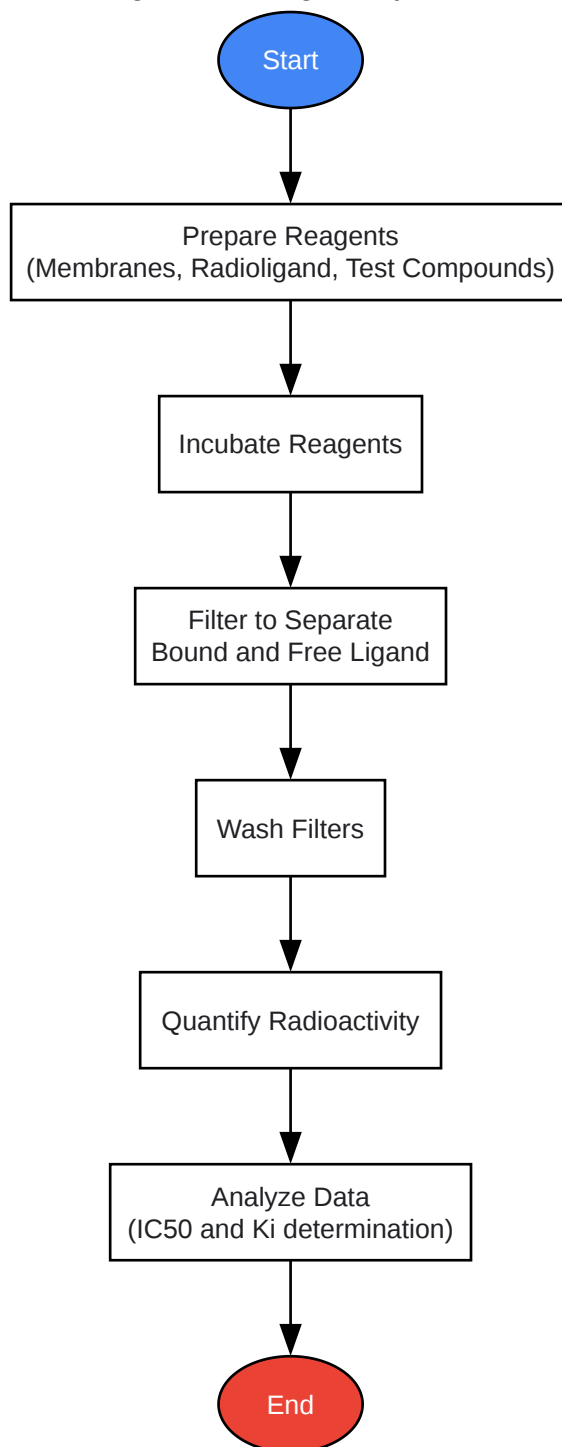 Start
Prepare Reagents
(Membranes, Radioligand, Test Compounds)
Incubate Reagents
Filter to Separate
Bound and Free Ligand
Wash Filters
Quantify Radioactivity
Analyze Data
(IC50 and Ki determination)
End